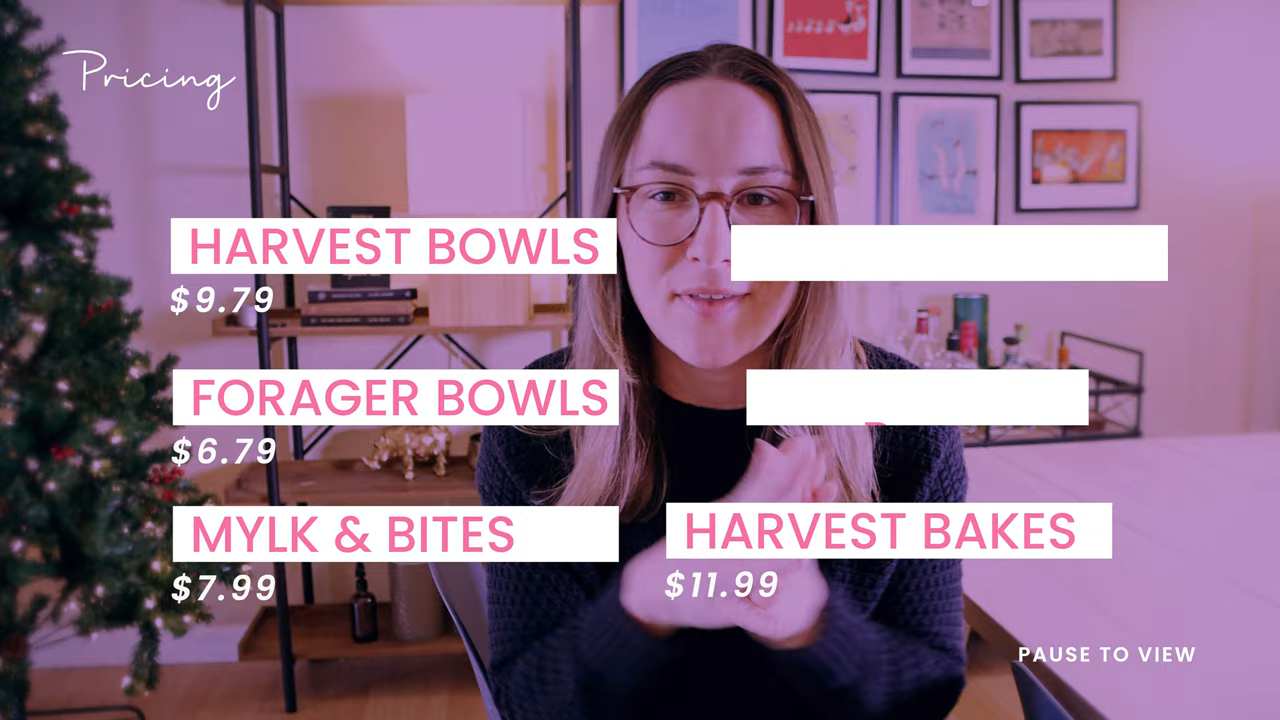 Pricing
HARVEST BOWLS
$9.79
FORAGER BOWLS
$6.79
MYLK & BITES
$7.99
HARVEST BAKES
$11.99
PAUSE TO VIEW